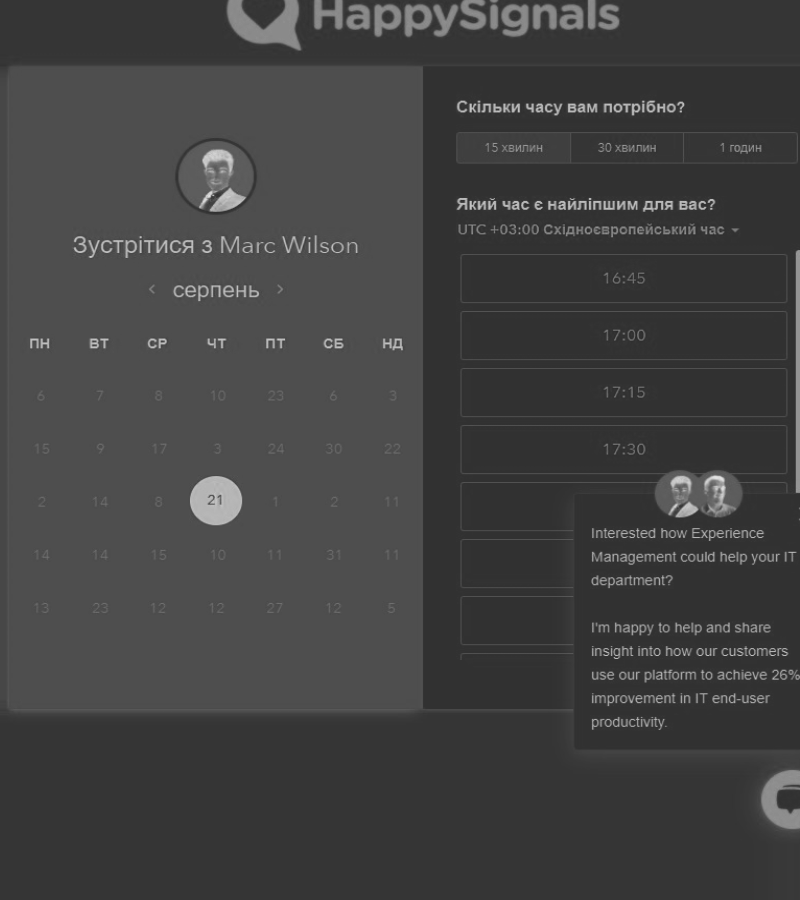 HappySignals
Зустрітися з Marc Wilson
серпень
ПН ВТ СР ЧТ ПТ СБ НД
6 7 8 10 23 6 3
15 9 17 3 24 30 22
2 14 8 21 1 2 11
14 14 15 10 11 31 11
13 23 12 12 27 12 5
Скільки часу вам потрібно?
15 хвилин 30 хвилин 1 годин
Який час є найліпшим для вас?
UTC +03:00 Східноєвропейський час
16:45
17:00
17:15
17:30
Interested how Experience
Management could help your IT
department?
I'm happy to help and share
insight into how our customers
use our platform to achieve 26%
improvement in IT end-user
productivity.